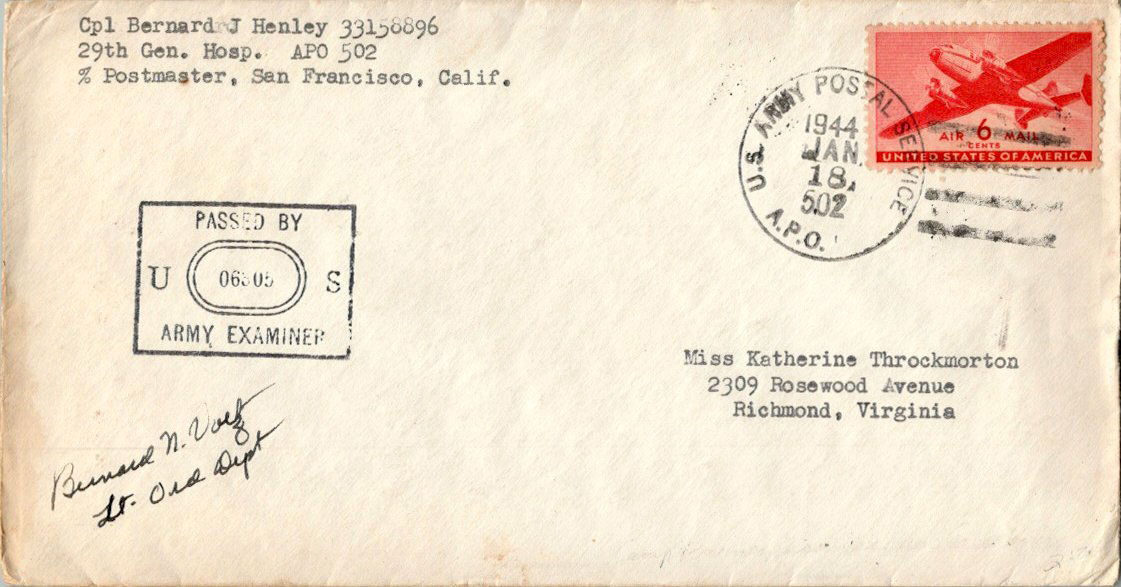 Cpl Bernard J Henley 33158896
29th Gen. Hosp. APO 502
% Postmaster, San Francisco, Calif.
U.S. ARMY POSTAL SERVICE
1944
JAN.
18.
502
A.P.O.
AIR 6 MAIL
CENTS
UNITED STATES OF AMERICA
PASSED BY
U S
ARMY EXAMINER
Miss Katherine Throckmorton
2309 Rosewood Avenue
Richmond, Virginia
Bernard N.
Lt. Ord Dept